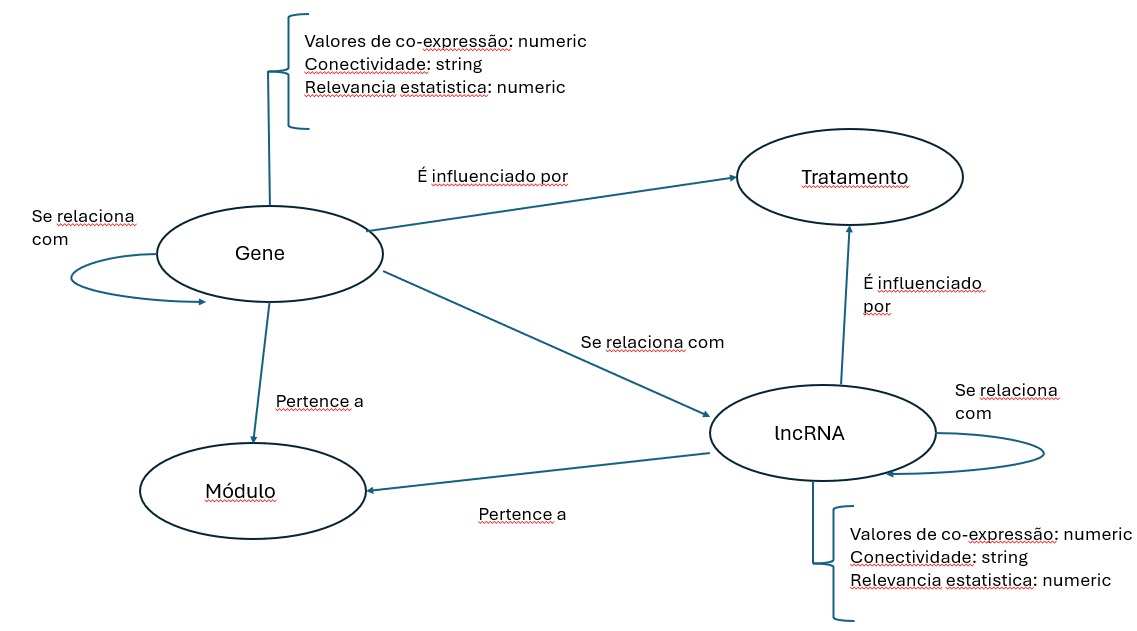 Valores de co-expressão: numeric
Conectividade: string
Relevancia estatistica: numeric
É influenciado por
Tratamento
Se relaciona
com
Gene
É influenciado
por
Se relaciona com
Pertence a
Se relaciona
com
lncRNA
Módulo
Pertence a
Valores de co-expressão: numeric
Conectividade: string
Relevancia estatistica: numeric